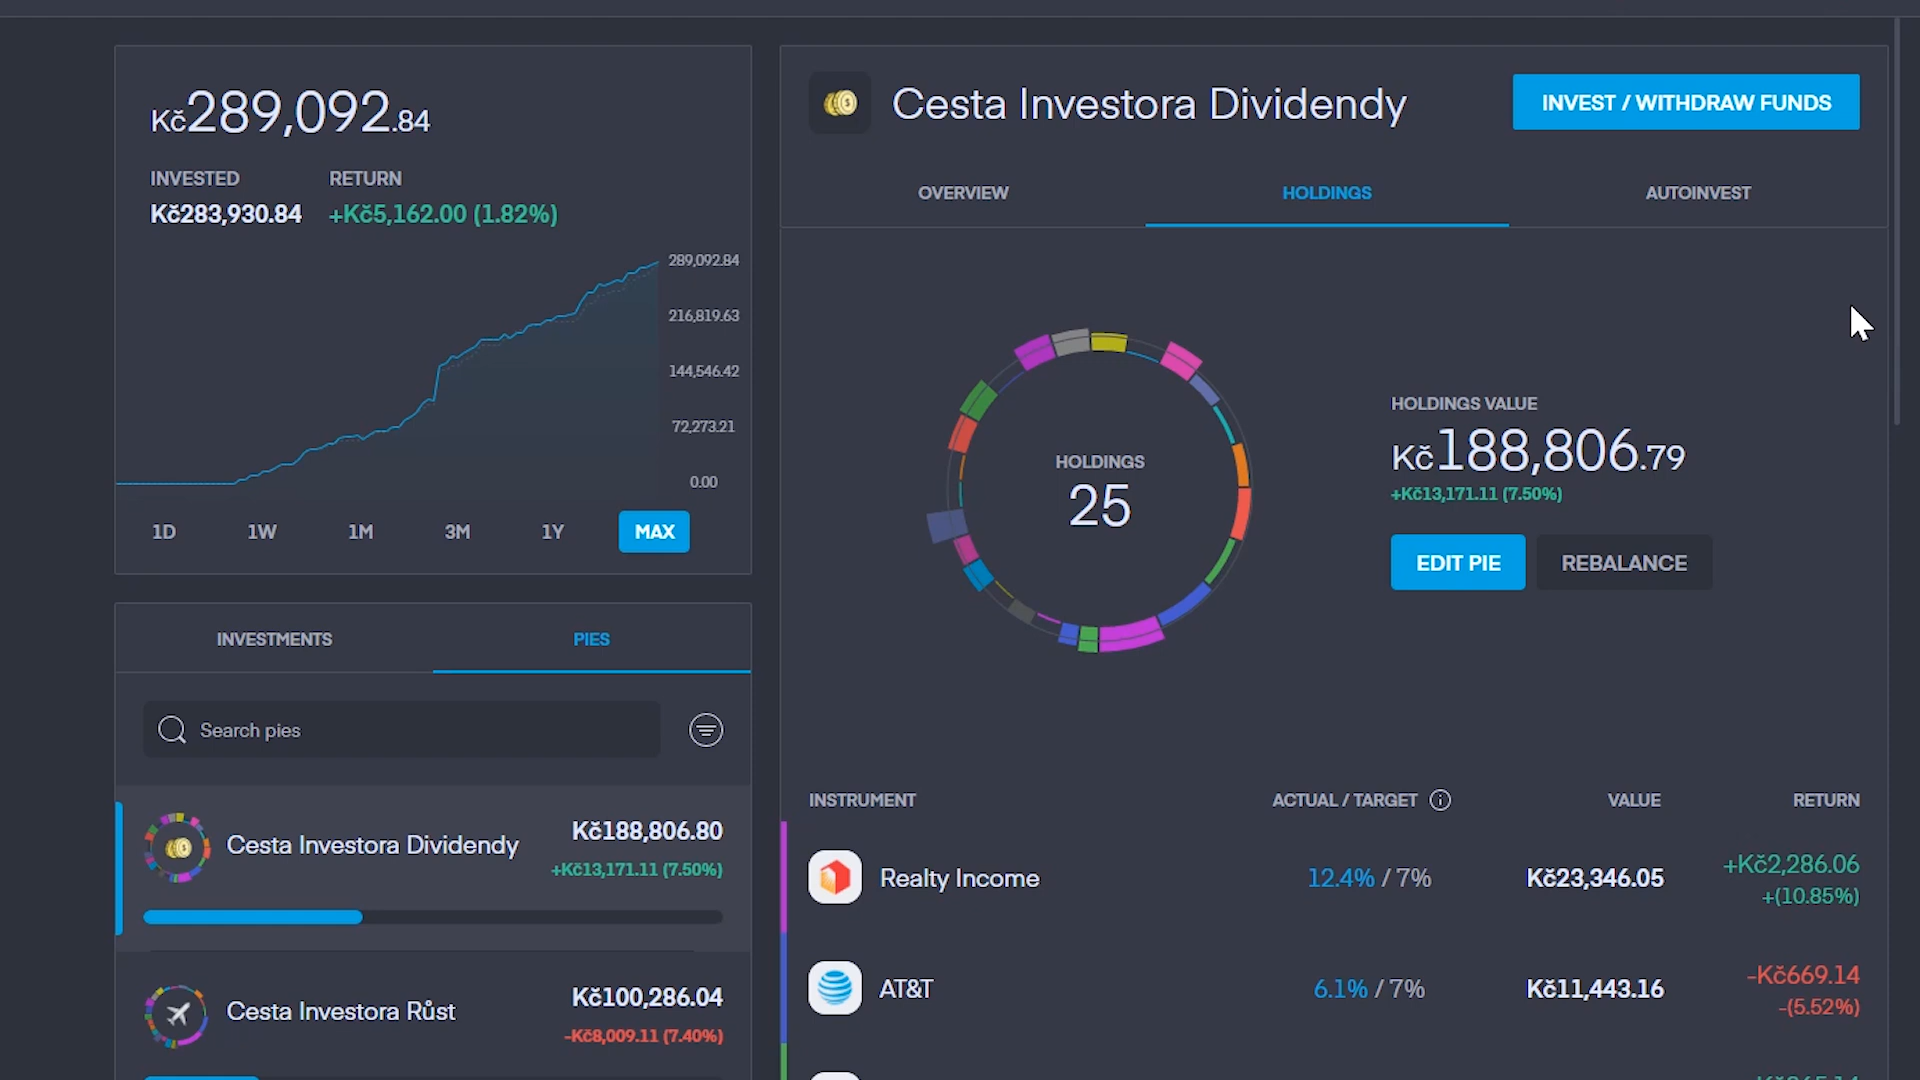 Kč289,092.84
INVESTED
RETURN
Kč283,930.84
+Kč5,162.00 (1.82%)
289,092.84
216,819.63
144,546.42
72,273.21
0.00
1D
1W
1M
3M
1Y
MAX
INVESTMENTS
PIES
Search pies
Cesta Investora Dividendy
Kč188,806.80
+Kč13,171.11 (7.50%)
Cesta Investora Růst
Kč100,286.04
-Kč8,009.11 (7.40%)
Cesta Investora Dividendy
INVEST / WITHDRAW FUNDS
OVERVIEW
HOLDINGS
AUTOINVEST
HOLDINGS
25
HOLDINGS VALUE
Kč188,806.79
+Kč13,171.11 (7.50%)
EDIT PIE
REBALANCE
INSTRUMENT
ACTUAL / TARGET
VALUE
RETURN
Realty Income
12.4% / 7%
Kč23,346.05
+Kč2,286.06
+(10.85%)
AT&T
6.1% / 7%
Kč11,443.16
-Kč669.14
-(5.52%)